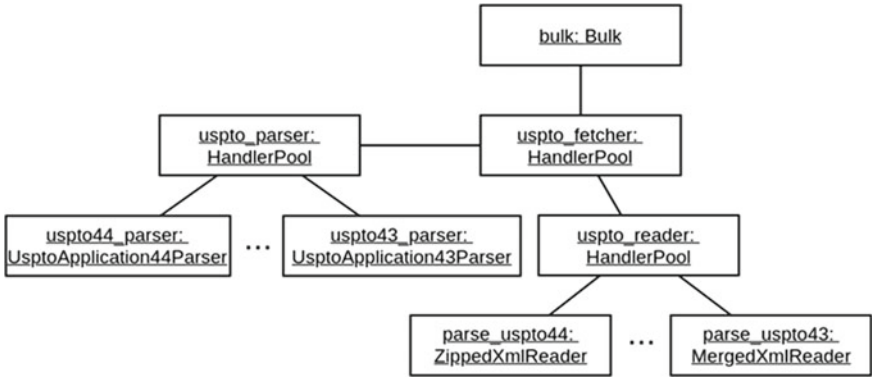 bulk: Bulk
uspto_parser:
HandlerPool
uspto_fetcher:
HandlerPool
uspto44_parser:
UsptoApplication44Parser
...
uspto43_parser:
UsptoApplication43Parser
uspto_reader:
HandlerPool
parse_uspto44:
ZippedXmlReader
...
parse_uspto43:
MergedXmlReader